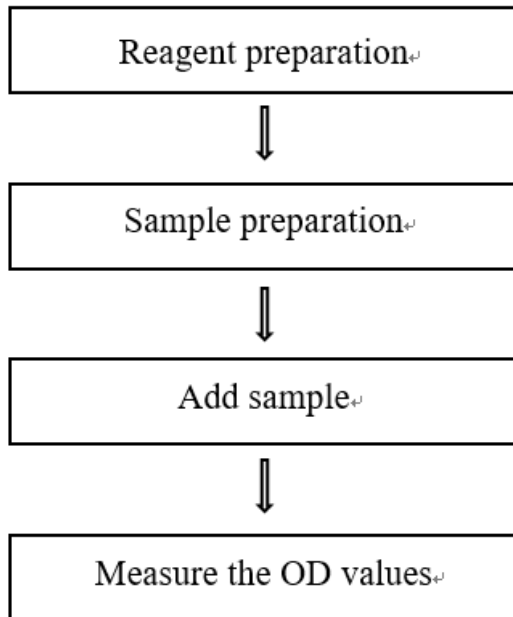 Reagent preparation
Sample preparation
Add sample
Measure the OD values